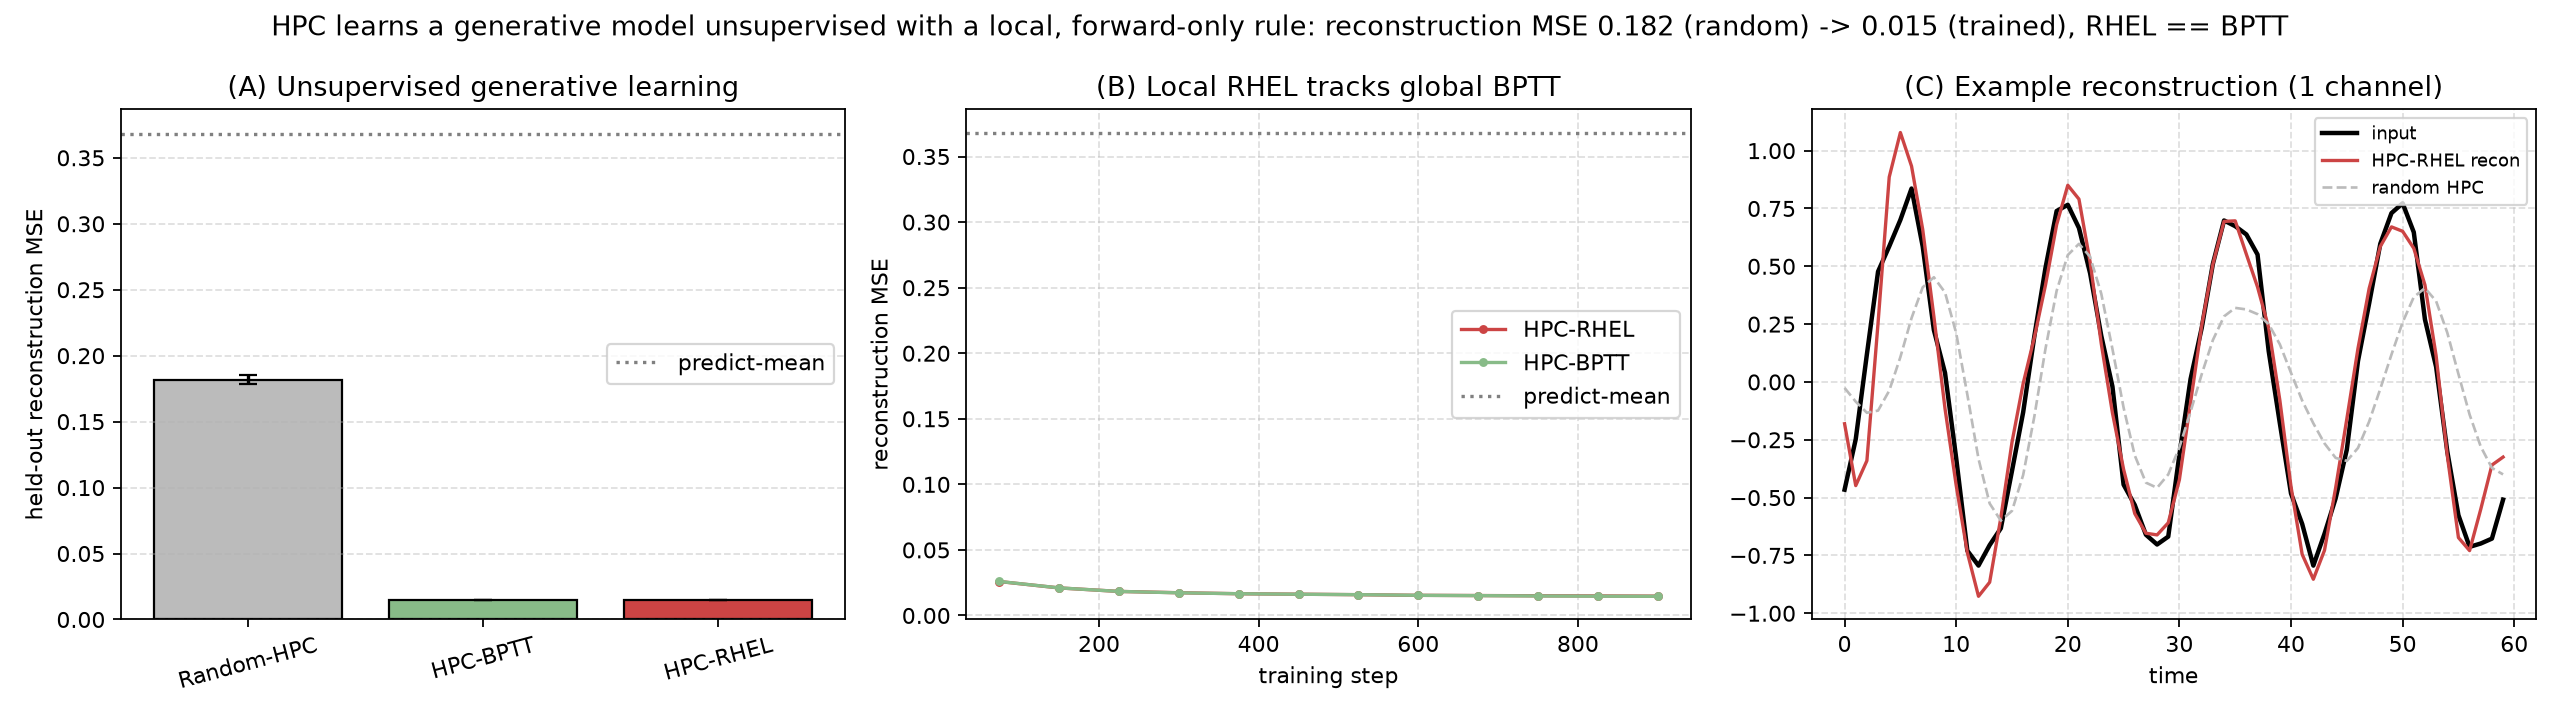 HPC learns a generative model unsupervised with a local, forward-only rule: reconstruction MSE 0.182 (random) -> 0.015 (trained), RHEL == BPTT
(A) Unsupervised generative learning
held-out reconstruction MSE
0.35
0.30
0.25
0.20
0.15
0.10
0.05
0.00
predict-mean
Random-HPC
HPC-BPTT
HPC-RHEL
(B) Local RHEL tracks global BPTT
reconstruction MSE
0.35
0.30
0.25
0.20
0.15
0.10
0.05
0.00
HPC-RHEL
HPC-BPTT
predict-mean
200
400
600
800
training step
(C) Example reconstruction (1 channel)
1.00
0.75
0.50
0.25
0.00
−0.25
−0.50
−0.75
−1.00
input
HPC-RHEL recon
random HPC
0
10
20
30
40
50
60
time